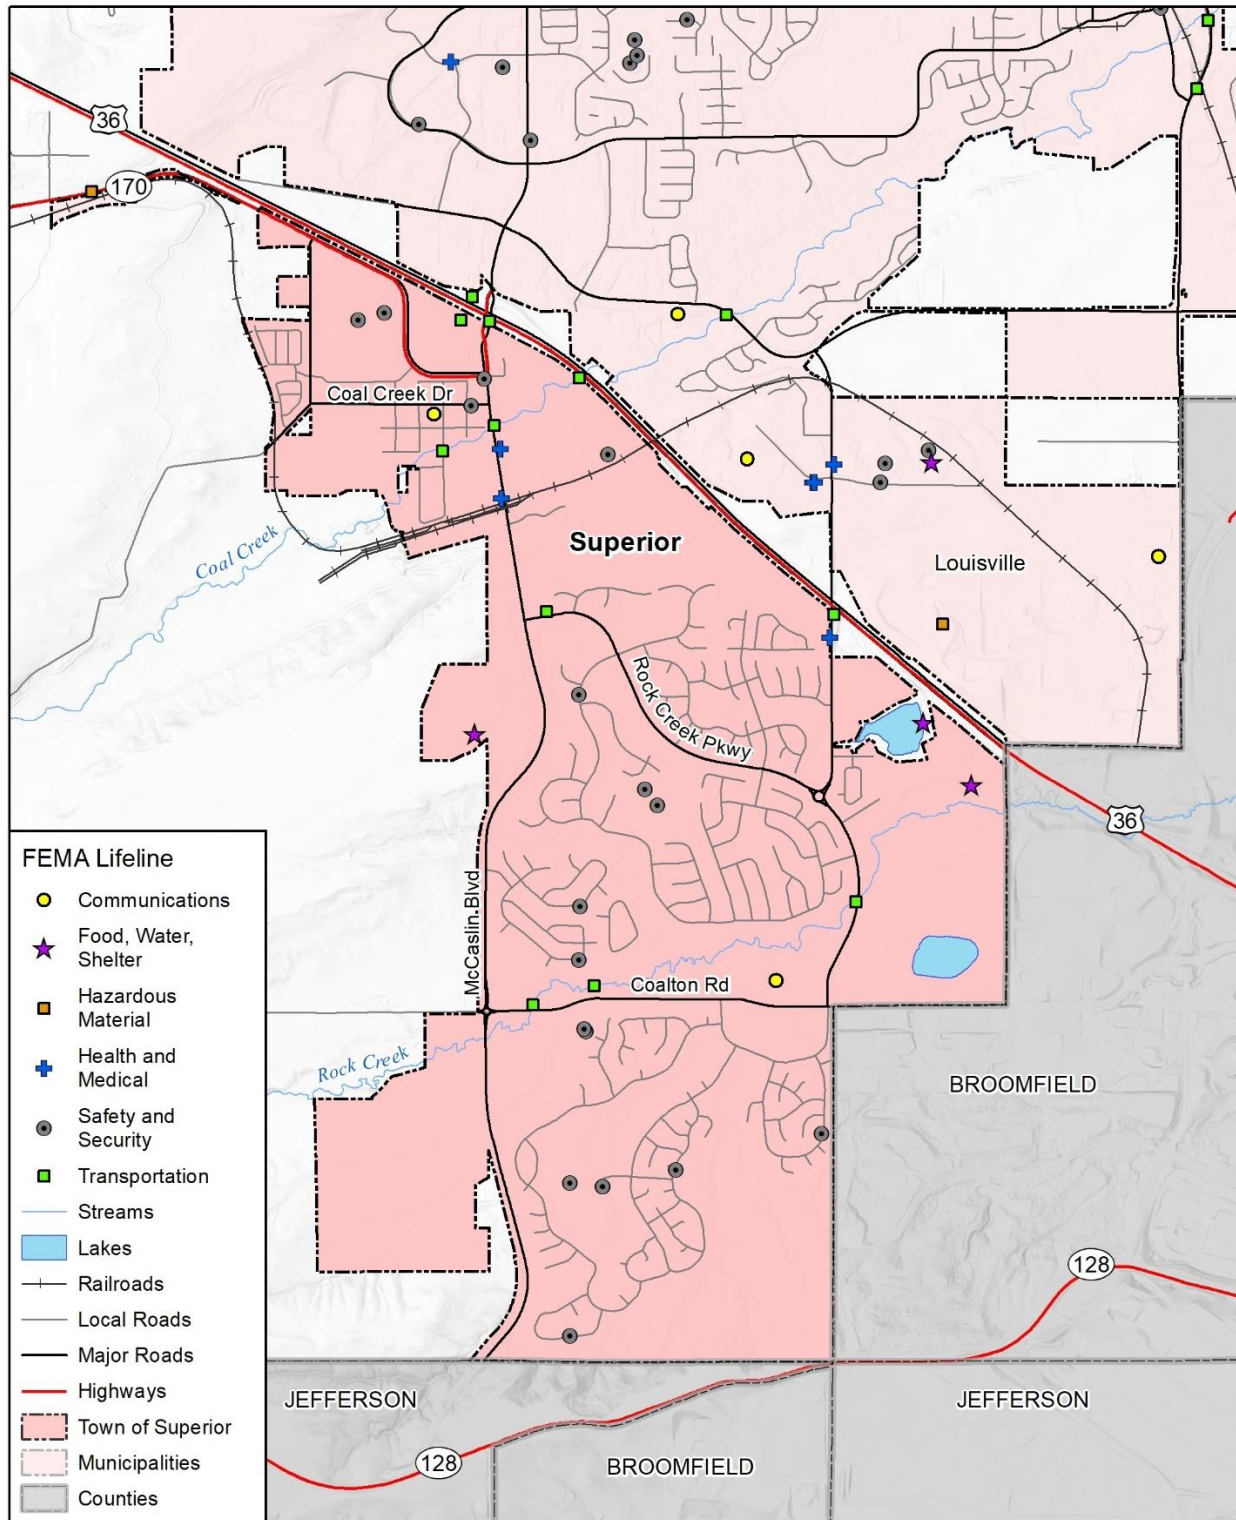 36
170
Coal Creek Dr
Coal Creek
Superior
Louisville
Rock Creek Pkwy
36
McCaslin Blvd
Coalton Rd
Rock Creek
BROOMFIELD
128
JEFFERSON
JEFFERSON
128
BROOMFIELD
FEMA Lifeline
Communications
Food, Water,
Shelter
Hazardous
Material
Health and
Medical
Safety and
Security
Transportation
Streams
Lakes
Railroads
Local Roads
Major Roads
Highways
Town of Superior
Municipalities
Counties